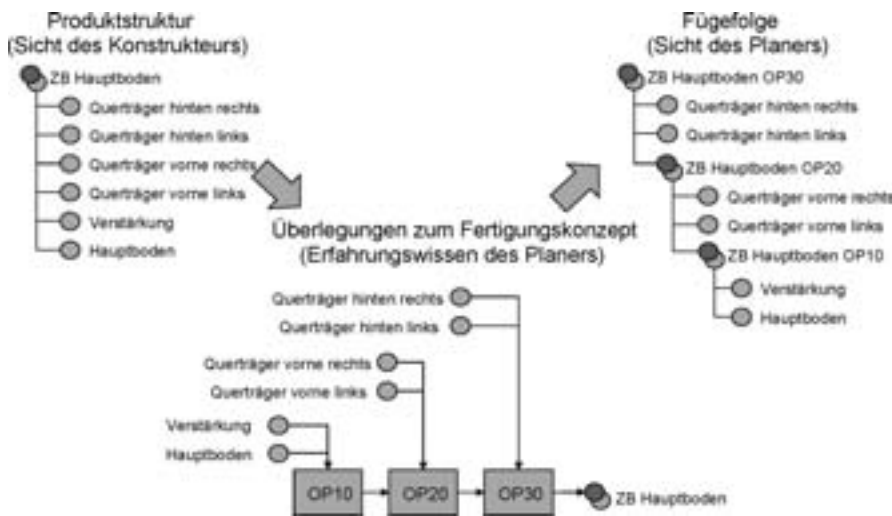 Produktstruktur
(Sicht des Konstrukteurs)
ZB Hauptboden
Querträger hinten rechts
Querträger hinten links
Querträger vorne rechts
Querträger vorne links
Verstärkung
Hauptboden
Fügefolge
(Sicht des Planers)
ZB Hauptboden OP30
Querträger hinten rechts
Querträger hinten links
ZB Hauptboden OP20
Querträger vorne rechts
Querträger vorne links
ZB Hauptboden OP10
Verstärkung
Hauptboden
Überlegungen zum Fertigungskonzept
(Erfahrungswissen des Planers)
Querträger hinten rechts
Querträger hinten links
Querträger vorne rechts
Querträger vorne links
Verstärkung
Hauptboden
OP10
OP20
OP30
ZB Hauptboden